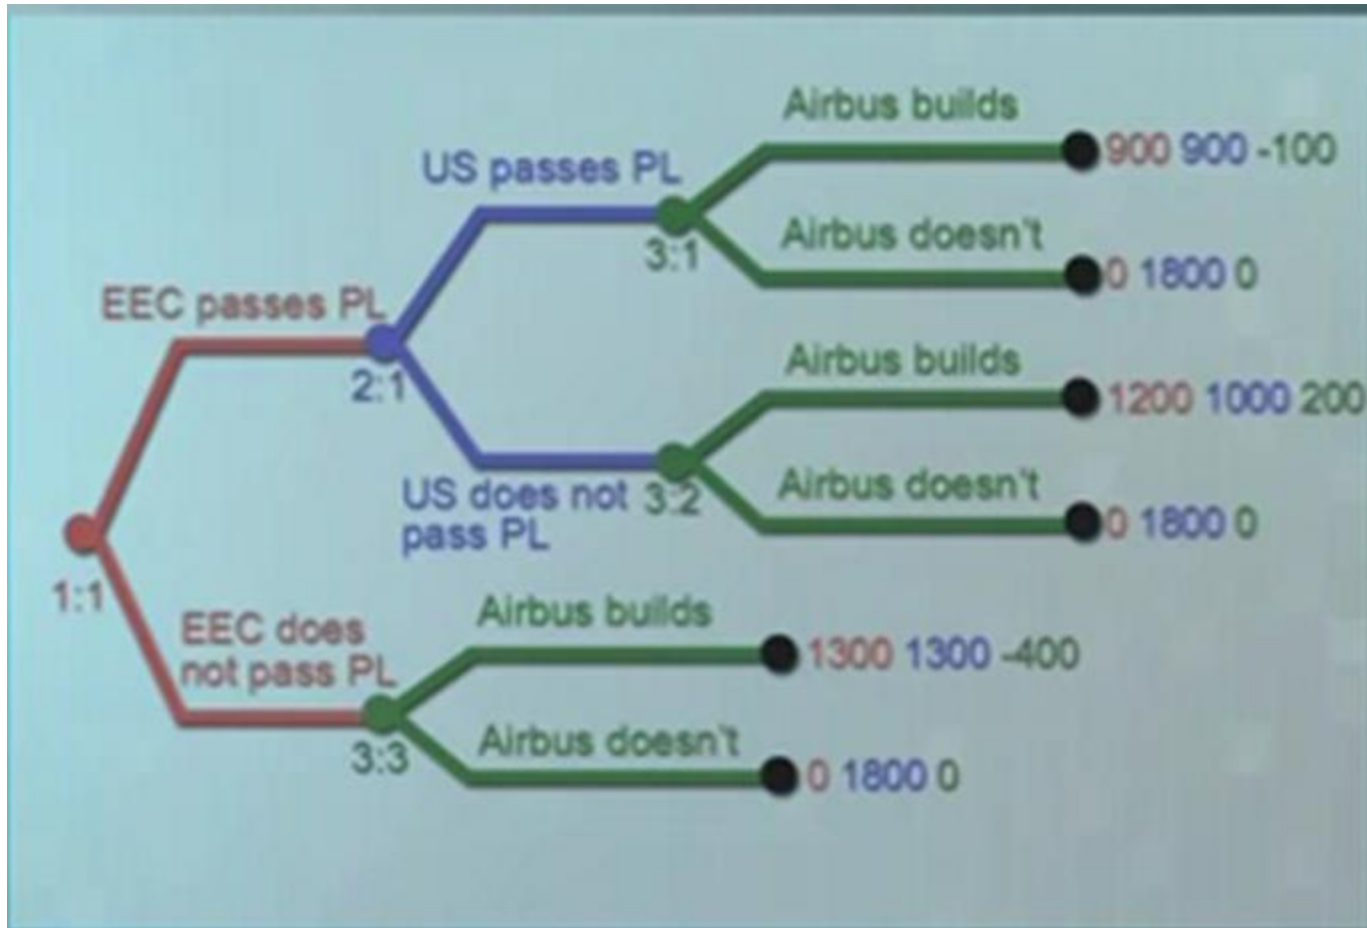 Airbus builds
900 900 -100
US passes PL
3:1
Airbus doesn't
0 1800 0
EEC passes PL
2:1
Airbus builds
1200 1000 200
US does not
pass PL
3:2
Airbus doesn't
0 1800 0
1:1
EEC does
not pass PL
Airbus builds
1300 1300 -400
3:3
Airbus doesn't
0 1800 0